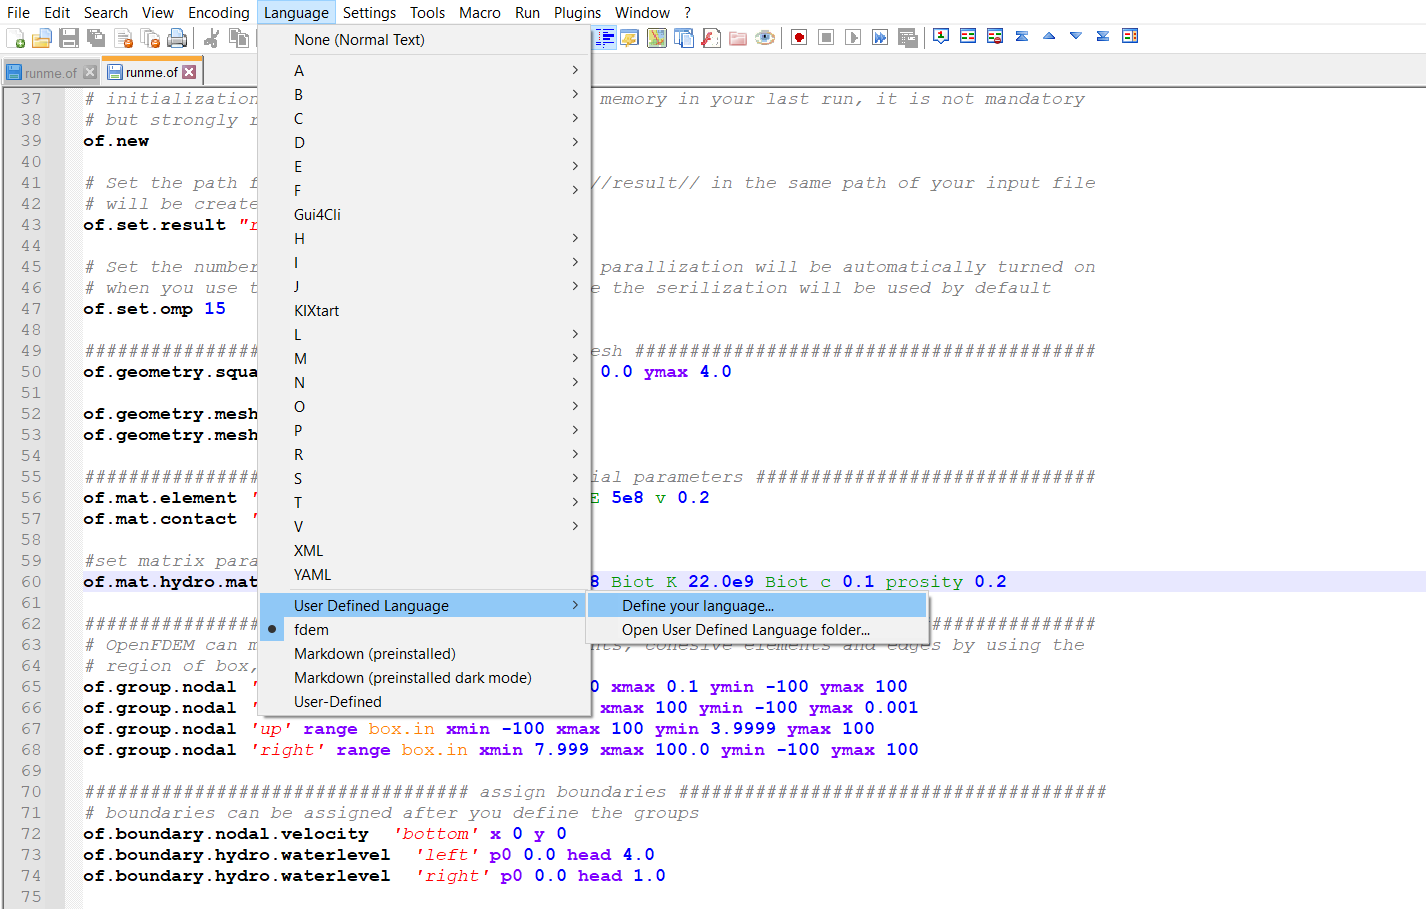 File Edit Search View Encoding Language Settings Tools Macro Run Plugins Window ?
runme.of runme.of
None (Normal Text)
A
B
C
D
E
F
Gui4Cli
H
I
J
KIXtart
L
M
N
O
P
R
S
T
V
XML
YAML
User Defined Language
fdem
Markdown (preinstalled)
Markdown (preinstalled dark mode)
User-Defined
Define your language...
Open User Defined Language folder...
37 # initialization memory in your last run, it is not mandatory
38 # but strongly r
39 of.new
40
41 # Set the path f //result// in the same path of your input file
42 # will be create
43 of.set.result "r
44
45 # Set the number parallization will be automatically turned on
46 # when you use t e the serilization will be used by default
47 of.set.omp 15
48
49 ################ esh ##########################################
50 of.geometry.squa 0.0 ymax 4.0
51
52 of.geometry.mesh
53 of.geometry.mesh
54
55 ################ ial parameters ###############################
56 of.mat.element ' E 5e8 v 0.2
57 of.mat.contact '
58
59 #set matrix para
60 of.mat.hydro.mat 8 Biot K 22.0e9 Biot c 0.1 prosity 0.2
61
62 ################ ###############
63 # OpenFDEM can m nts, cohesive elements and edges by using the
64 # region of box,
65 of.group.nodal ' 0 xmax 0.1 ymin -100 ymax 100
66 of.group.nodal ' xmax 100 ymin -100 ymax 0.001
67 of.group.nodal 'up' range box.in xmin -100 xmax 100 ymin 3.9999 ymax 100
68 of.group.nodal 'right' range box.in xmin 7.999 xmax 100.0 ymin -100 ymax 100
69
70 ################################### assign boundaries #######################################
71 # boundaries can be assigned after you define the groups
72 of.boundary.nodal.velocity 'bottom' x 0 y 0
73 of.boundary.hydro.waterlevel 'left' p0 0.0 head 4.0
74 of.boundary.hydro.waterlevel 'right' p0 0.0 head 1.0
75